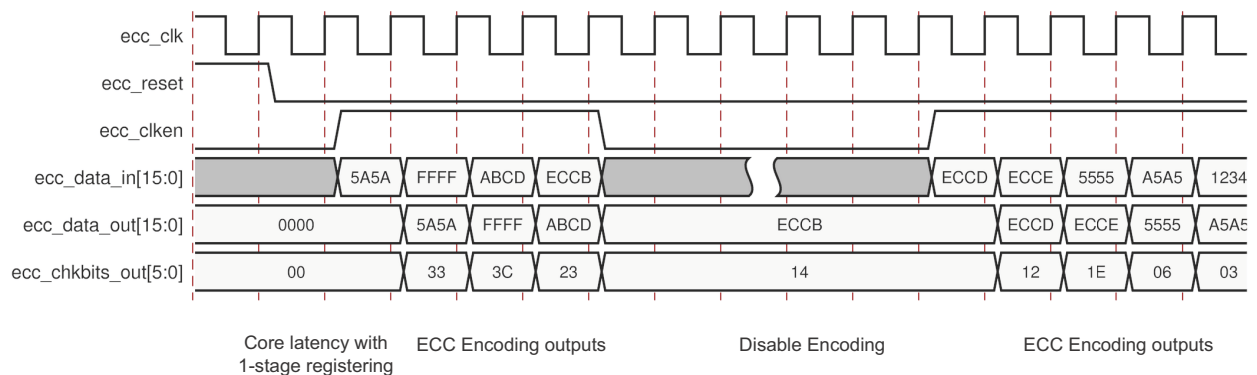 ecc_clk
ecc_reset
ecc_clken
ecc_data_in[15:0] 5A5A FFFF ABCD ECCB ECCD ECCE 5555 A5A5 1234
ecc_data_out[15:0] 0000 5A5A FFFF ABCD ECCB ECCD ECCE 5555 A5A5
ecc_chkbits_out[5:0] 00 33 3C 23 14 12 1E 06 03
Core latency with
1-stage registering
ECC Encoding outputs
Disable Encoding
ECC Encoding outputs